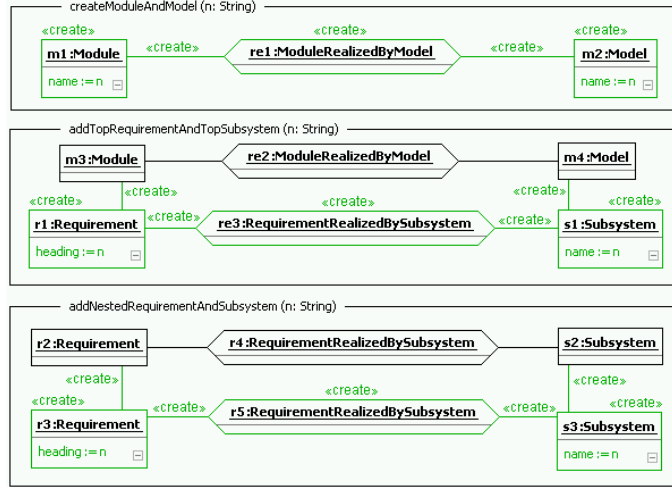 createModuleAndModel (n: String)
«create» «create»
«create» «create»
m1:Module re1:ModuleRealizedByModel m2:Model
name := n name := n
addTopRequirementAndTopSubsystem (n: String)
m3:Module re2:ModuleRealizedByModel m4:Model
«create» «create»
«create» «create» «create»
r1:Requirement «create» re3:RequirementRealizedBySubsystem «create» s1:Subsystem
heading := n name := n
addNestedRequirementAndSubsystem (n: String)
r2:Requirement r4:RequirementRealizedBySubsystem s2:Subsystem
«create» «create»
«create» «create» «create»
r3:Requirement «create» r5:RequirementRealizedBySubsystem «create» s3:Subsystem
heading := n name := n